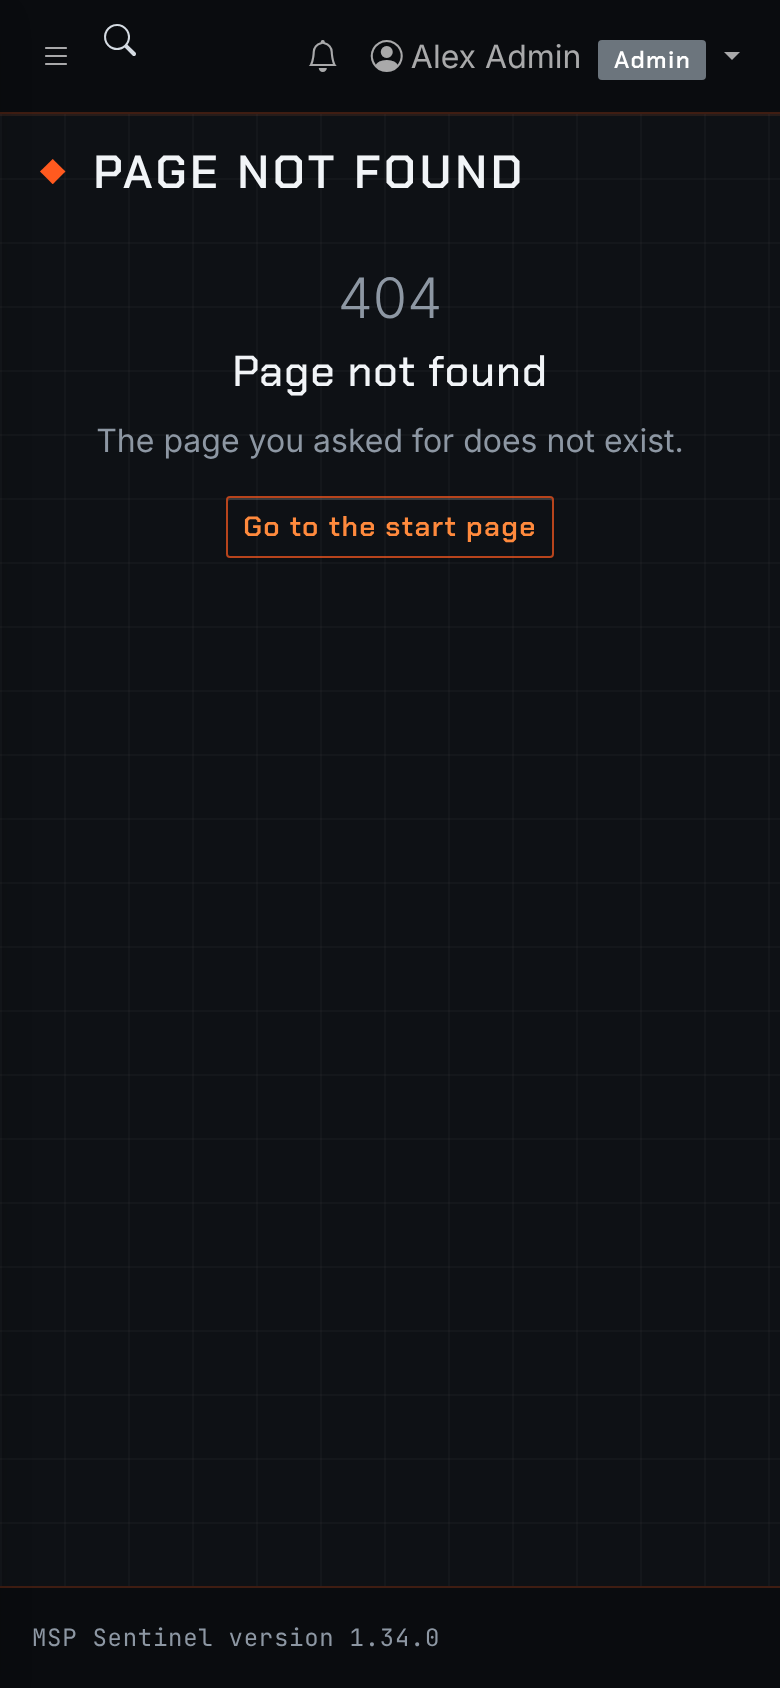 Alex Admin Admin
PAGE NOT FOUND
404
Page not found
The page you asked for does not exist.
Go to the start page
MSP Sentinel version 1.34.0